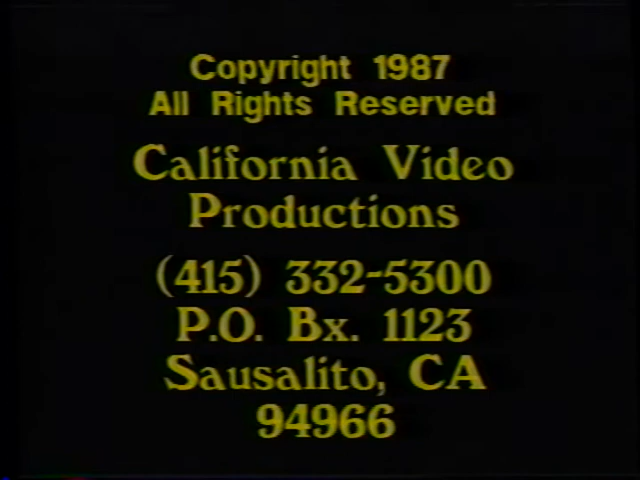 Copyright 1987
All Rights Reserved
California Video
Productions
(415) 332-5300
P.O. Bx. 1123
Sausalito, CA
94966